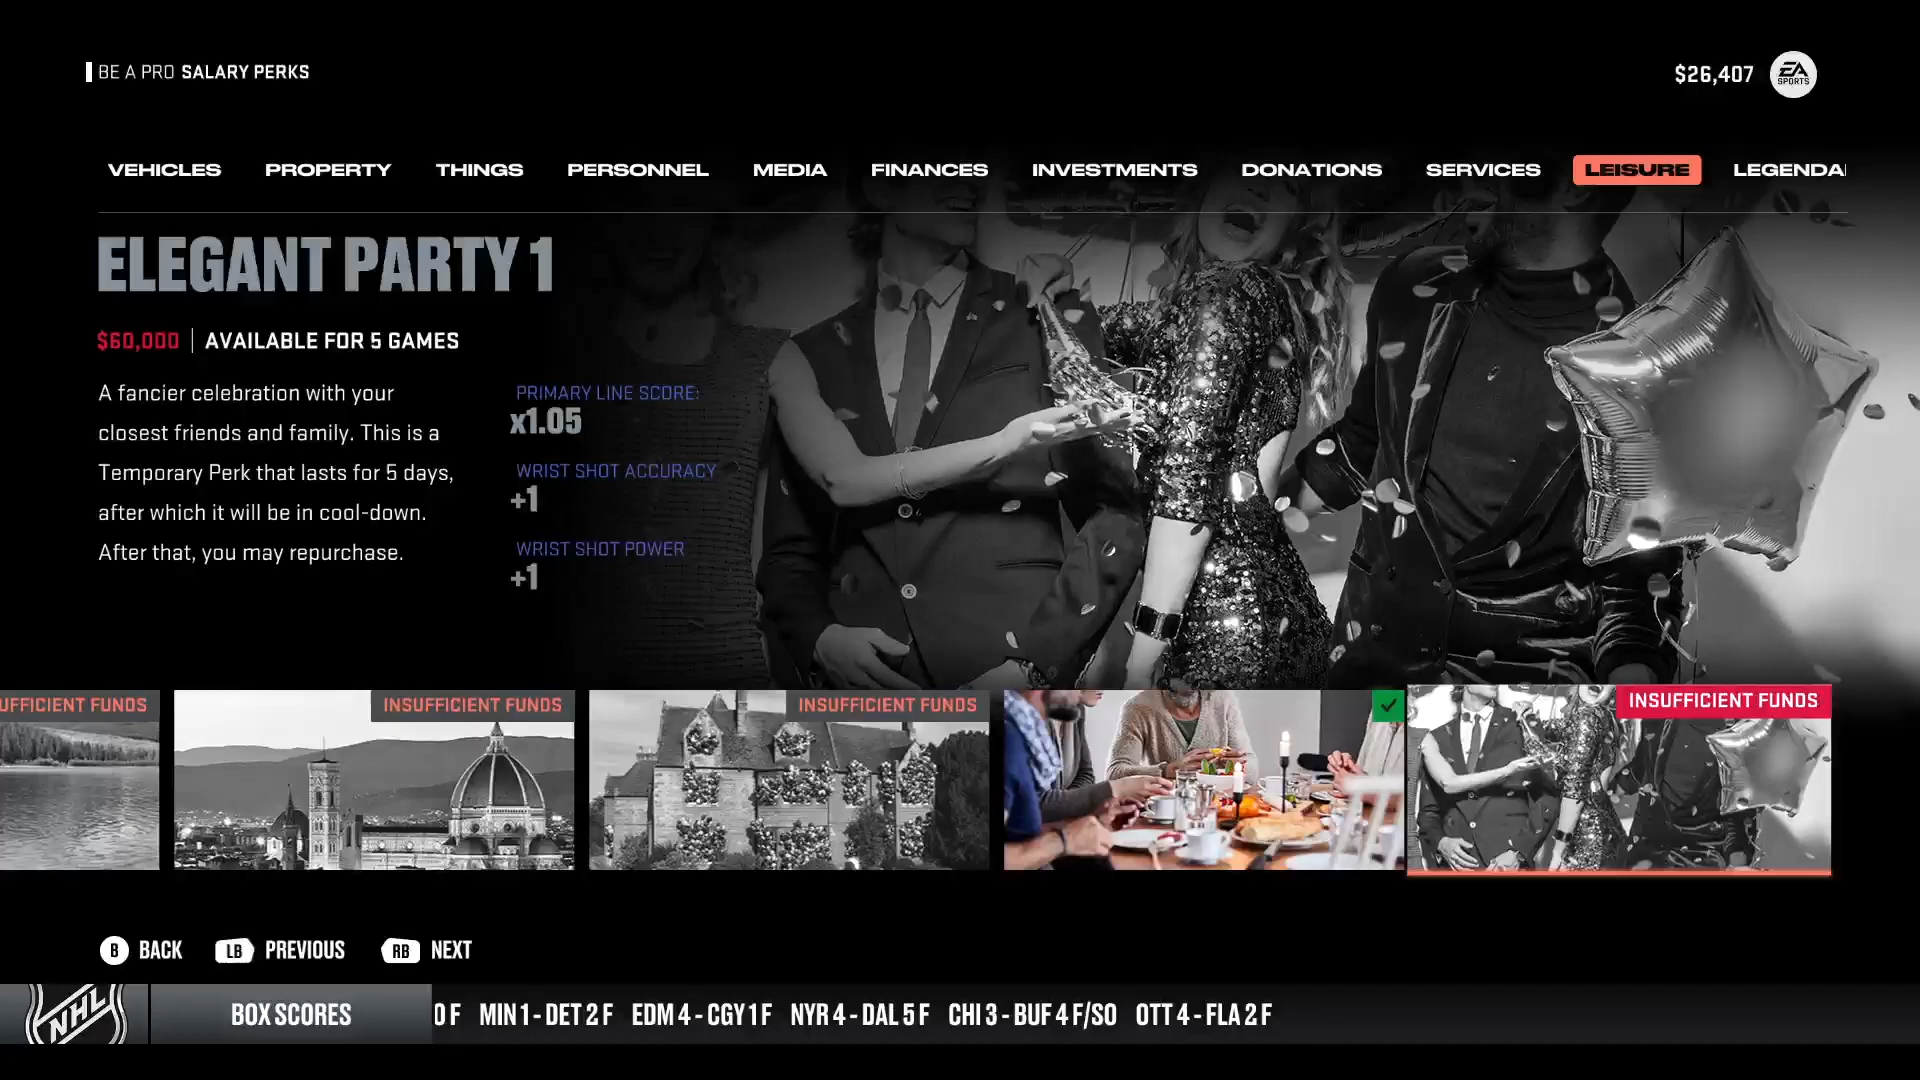 BE A PRO SALARY PERKS
$26,407
EA SPORTS
VEHICLES PROPERTY THINGS PERSONNEL MEDIA FINANCES INVESTMENTS DONATIONS SERVICES LEISURE LEGENDA
ELEGANT PARTY 1
$60,000 AVAILABLE FOR 5 GAMES
A fancier celebration with your
closest friends and family. This is a
Temporary Perk that lasts for 5 days,
after which it will be in cool-down.
After that, you may repurchase.
PRIMARY LINE SCORE:
x1.05
WRIST SHOT ACCURACY
+1
WRIST SHOT POWER
+1
UFFICIENT FUNDS
INSUFFICIENT FUNDS
INSUFFICIENT FUNDS
INSUFFICIENT FUNDS
B BACK LB PREVIOUS RB NEXT
NHL
BOX SCORES
0 F MIN 1 - DET 2 F EDM 4 - CGY 1 F NYR 4 - DAL 5 F CHI 3 - BUF 4 F/SO OTT 4 - FLA 2 F